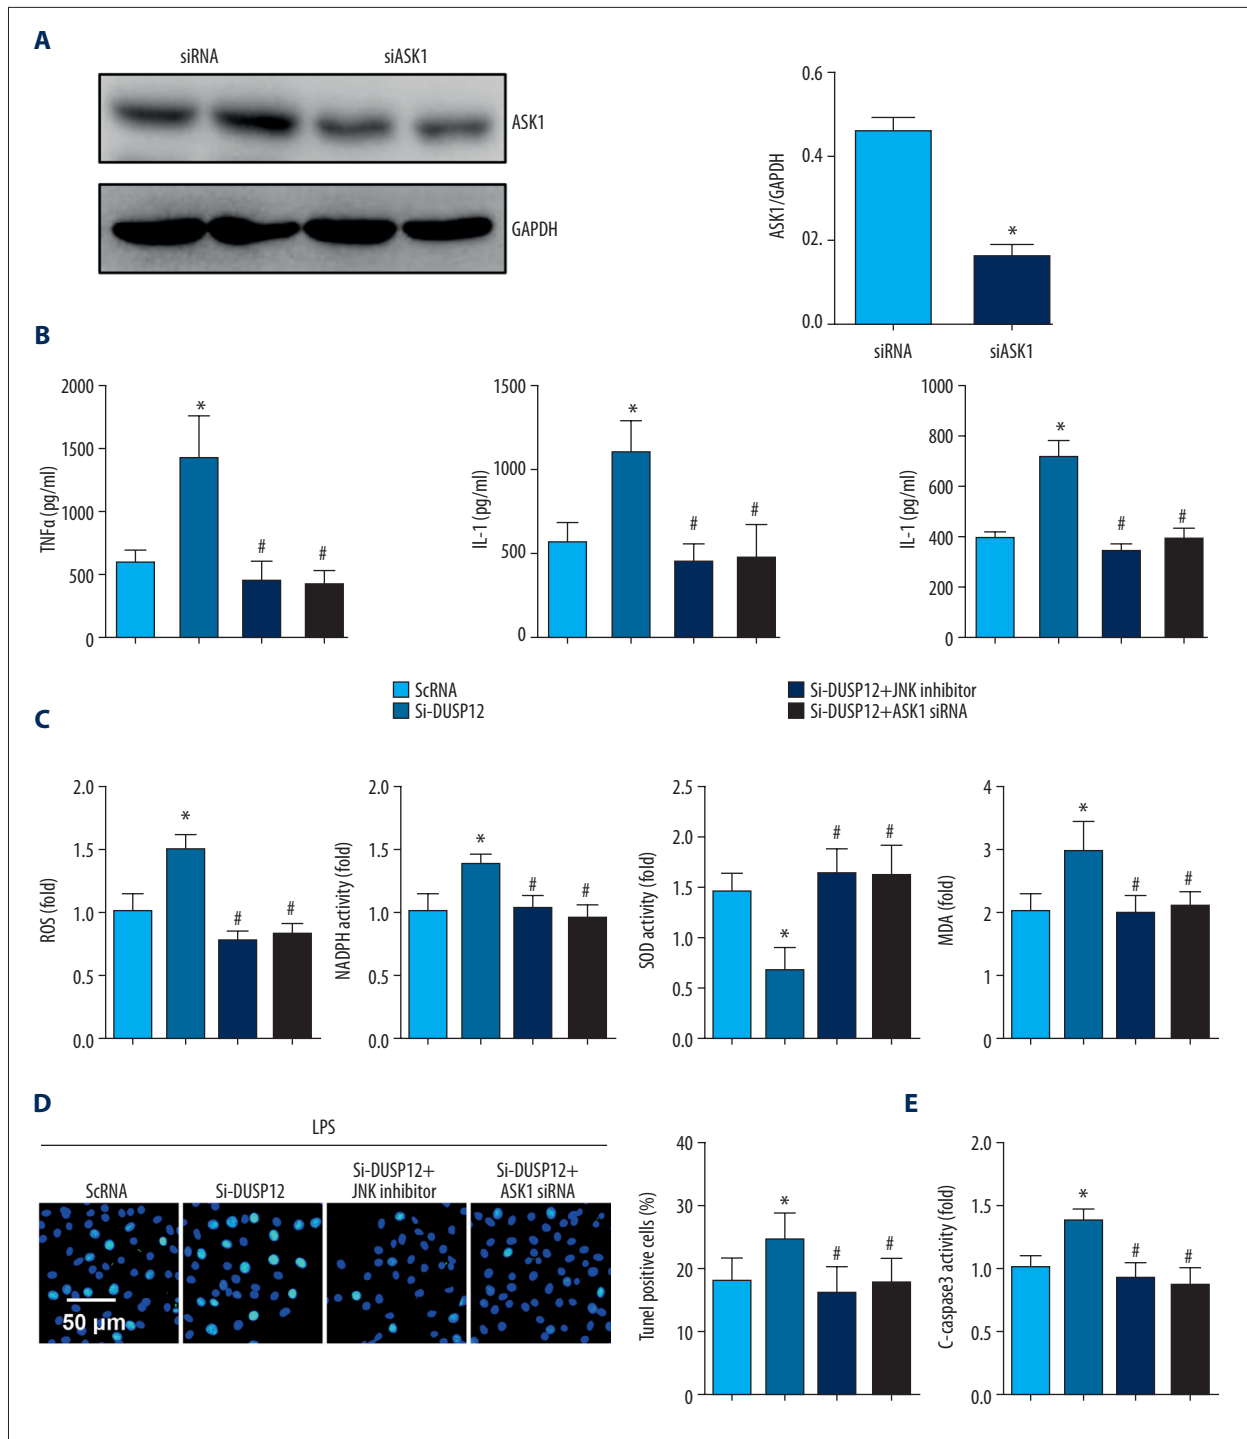 A
siRNA siASK1
ASK1
GAPDH
0.6
0.4
02.
0.0
ASK1/GAPDH
*
siRNA siASK1
B
2000
1500
1000
500
0
TNFα (pg/ml)
* # #
1500
1000
500
0
IL-1 (pg/ml)
* # #
1000
800
600
400
200
0
IL-1 (pg/ml)
* # #
ScRNA
Si-DUSP12
Si-DUSP12+JNK inhibitor
Si-DUSP12+ASK1 siRNA
C
2.0
1.5
1.0
0.5
0.0
ROS (fold)
* # #
2.0
1.5
1.0
0.5
0.0
NADPH activity (fold)
* # #
2.5
2.0
1.5
1.0
0.5
0.0
SOD activity (fold)
* # #
4
3
2
1
0
MDA (fold)
* # #
D
LPS
ScRNA
Si-DUSP12
Si-DUSP12+
JNK inhibitor
Si-DUSP12+
ASK1 siRNA
50 µm
40
30
20
10
0
Tunel positive cells (%)
* # #
E
2.0
1.5
1.0
0.5
0.0
C-caspase3 activity (fold)
* # #